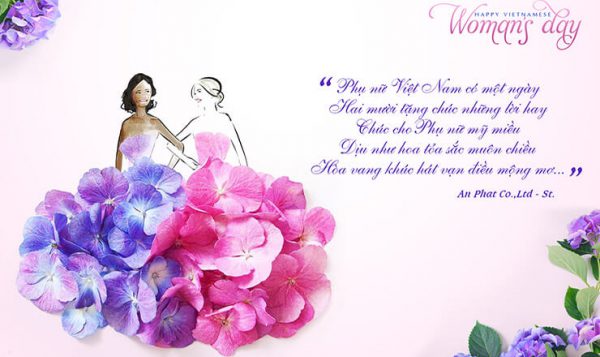 HAPPY VIETNAMESE
Woman's day
“ Phụ nữ Việt Nam có một ngày
Hai mươi tặng chúc những lời hay
Chúc cho Phụ nữ mỹ miều
Dịu như hoa tỏa sắc muôn chiều
Hòa vang khúc hát vạn điều mộng mơ... ”
An Phat Co.,Ltd - St.